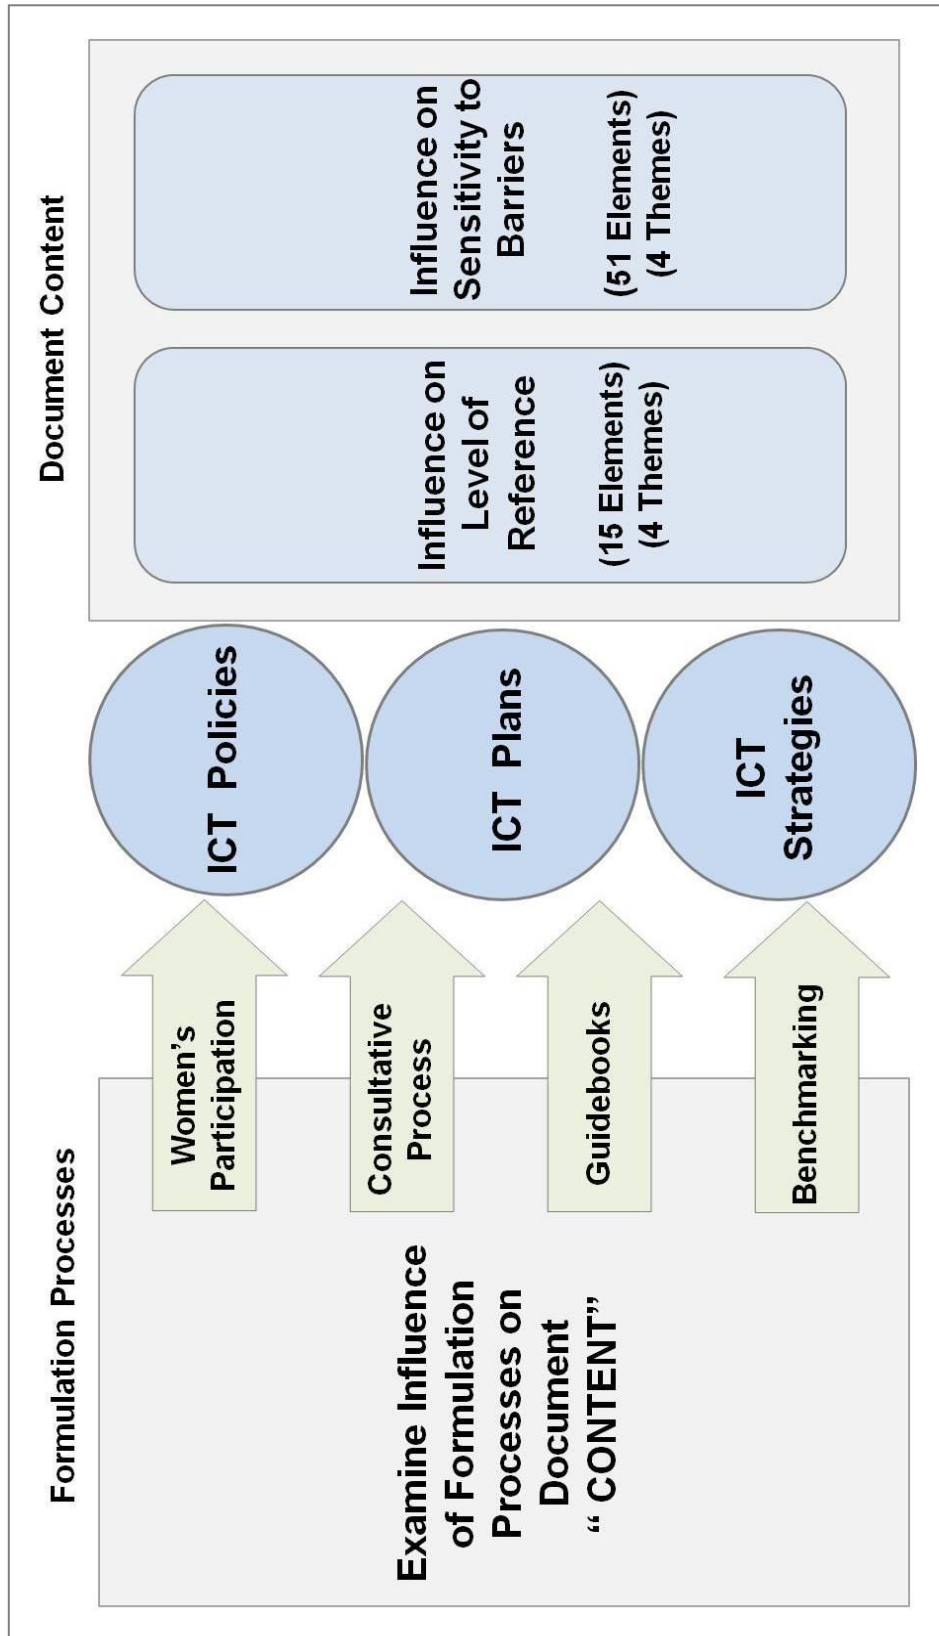 Formulation Processes
Examine Influence
of Formulation
Processes on
Document
“ CONTENT”
Women’s
Participation
Consultative
Process
Guidebooks
Benchmarking
ICT Policies
ICT Plans
ICT
Strategies
Document Content
Influence on
Level of
Reference
(15 Elements)
(4 Themes)
Influence on
Sensitivity to
Barriers
(51 Elements)
(4 Themes)